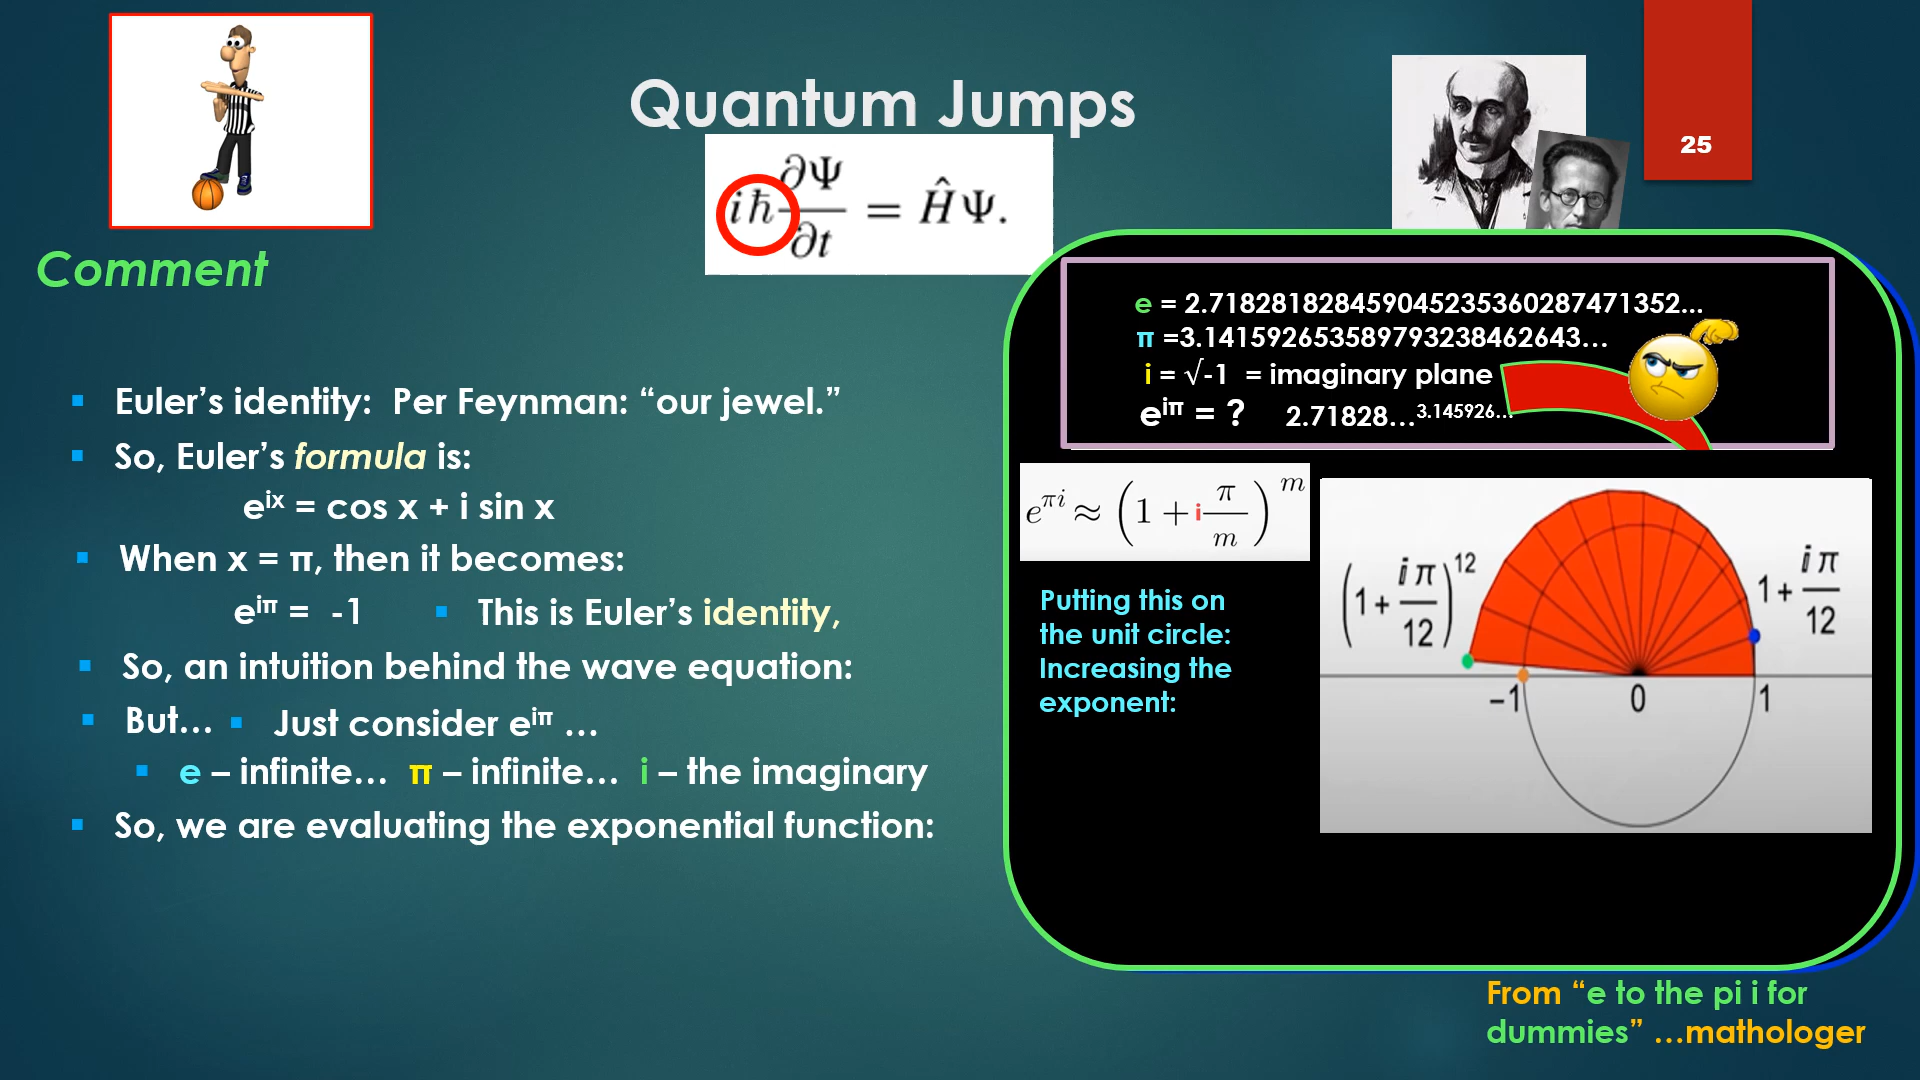 Quantum Jumps
25
iħ ∂Ψ/∂t = ĤΨ.
Comment
▪ Euler’s identity: Per Feynman: “our jewel.”
▪ So, Euler’s formula is:
e^ix = cos x + i sin x
▪ When x = π, then it becomes:
e^iπ = -1 ▪ This is Euler’s identity,
▪ So, an intuition behind the wave equation:
▪ But… ▪ Just consider e^iπ …
▪ e – infinite… π – infinite… i – the imaginary
▪ So, we are evaluating the exponential function:
e = 2.7182818284590452353602874713​52...
π =3.1415926535897932384626​43…
i = √-1 = imaginary plane
e^iπ = ? 2.71828…^3.145926…
e^πi ≈ (1 + i π/m)^m
Putting this on
the unit circle:
Increasing the
exponent:
(1 + iπ/12)^12
1 + iπ/12
−1 0 1
From “e to the pi i for
dummies” …mathologer